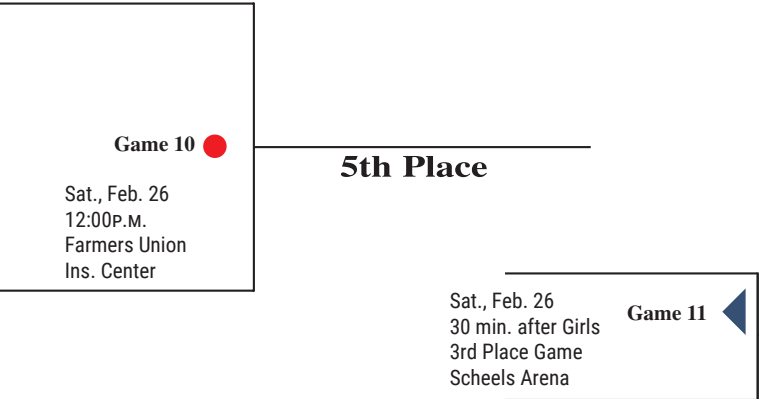 Game 10
5th Place
Sat., Feb. 26
12:00P.M.
Farmers Union
Ins. Center
Sat., Feb. 26
30 min. after Girls
3rd Place Game
Scheels Arena
Game 11